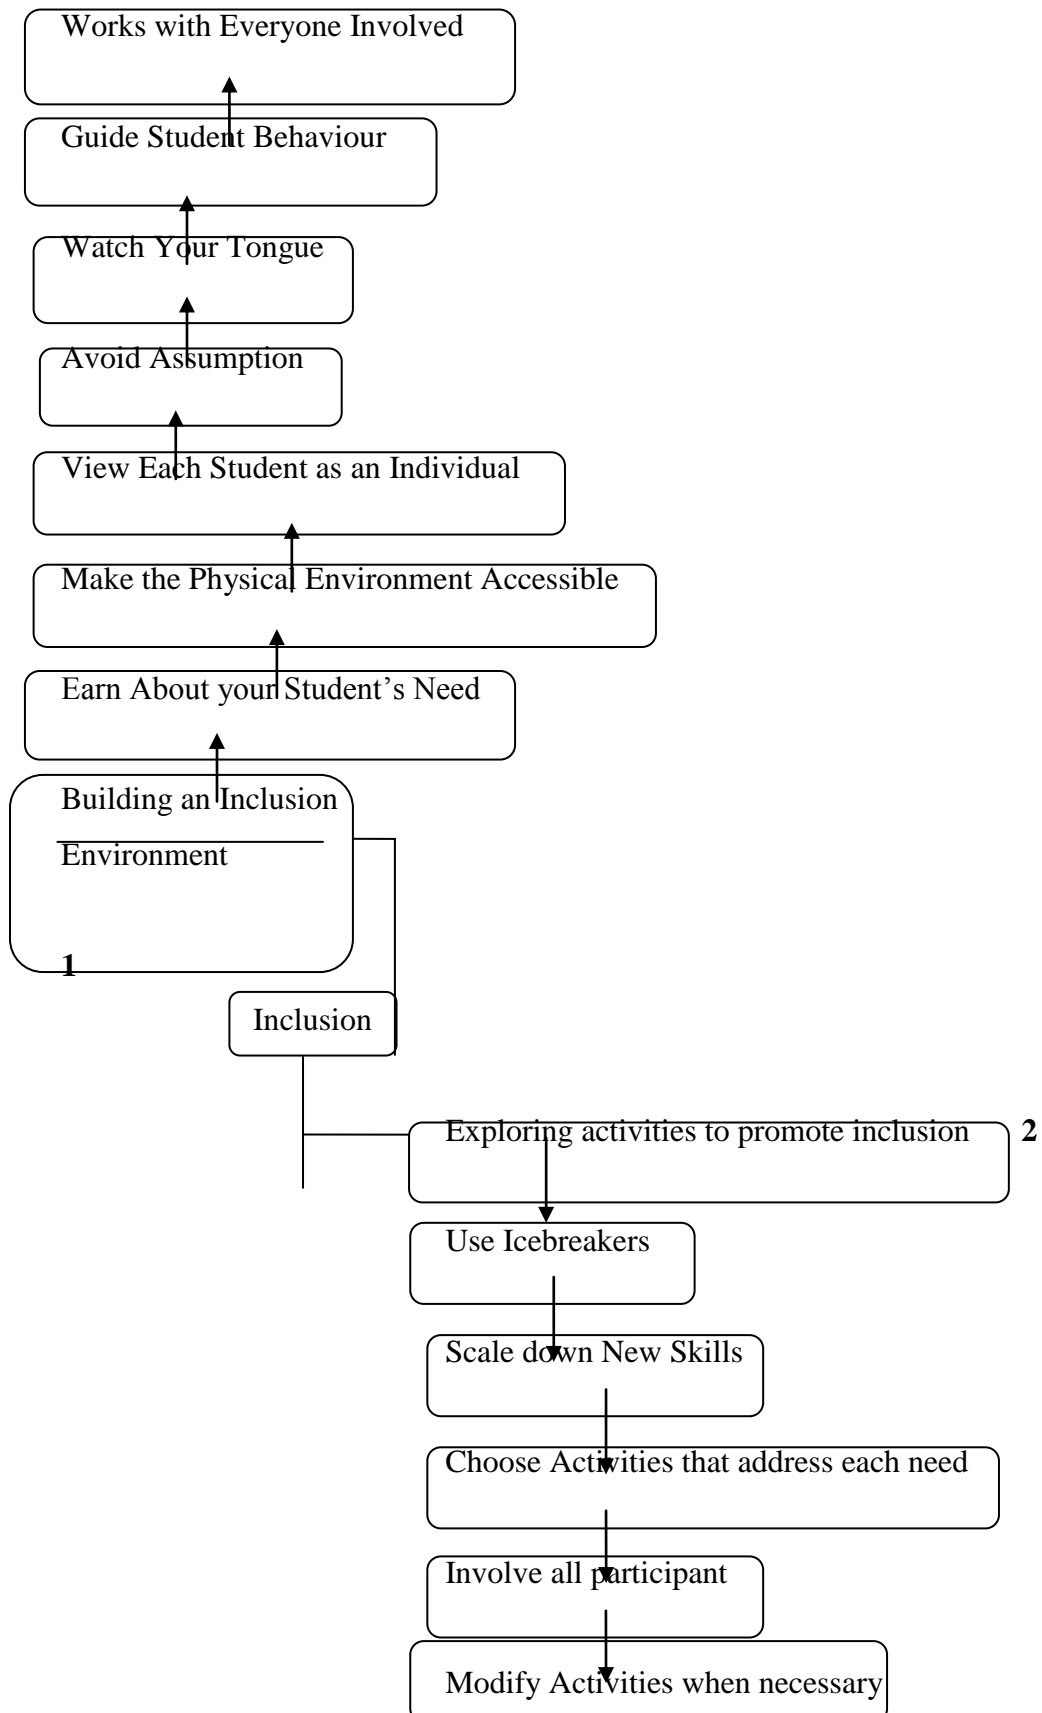 Works with Everyone Involved
Guide Student Behaviour
Watch Your Tongue
Avoid Assumption
View Each Student as an Individual
Make the Physical Environment Accessible
Earn About your Student’s Need
Building an Inclusion
Environment
1
Inclusion
Exploring activities to promote inclusion 2
Use Icebreakers
Scale down New Skills
Choose Activities that address each need
Involve all participant
Modify Activities when necessary